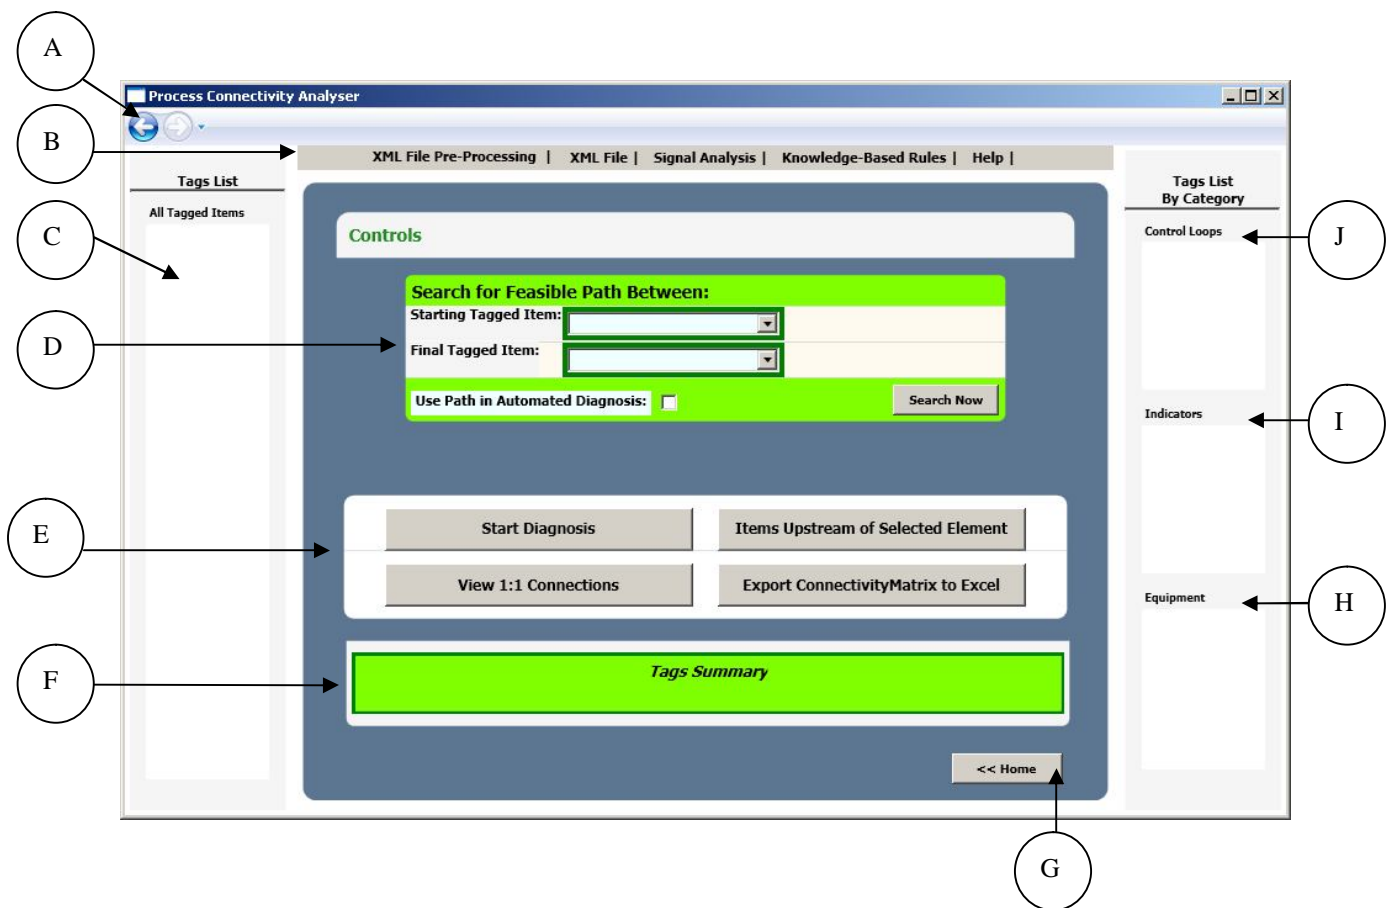 A
Process Connectivity Analyser
B
XML File Pre-Processing | XML File | Signal Analysis | Knowledge-Based Rules | Help |
Tags List
All Tagged Items
C
Controls
Search for Feasible Path Between:
Starting Tagged Item:
Final Tagged Item:
Use Path in Automated Diagnosis:
Search Now
D
Start Diagnosis
Items Upstream of Selected Element
View 1:1 Connections
Export ConnectivityMatrix to Excel
E
Tags Summary
F
<< Home
G
Tags List
By Category
Control Loops
J
Indicators
I
Equipment
H